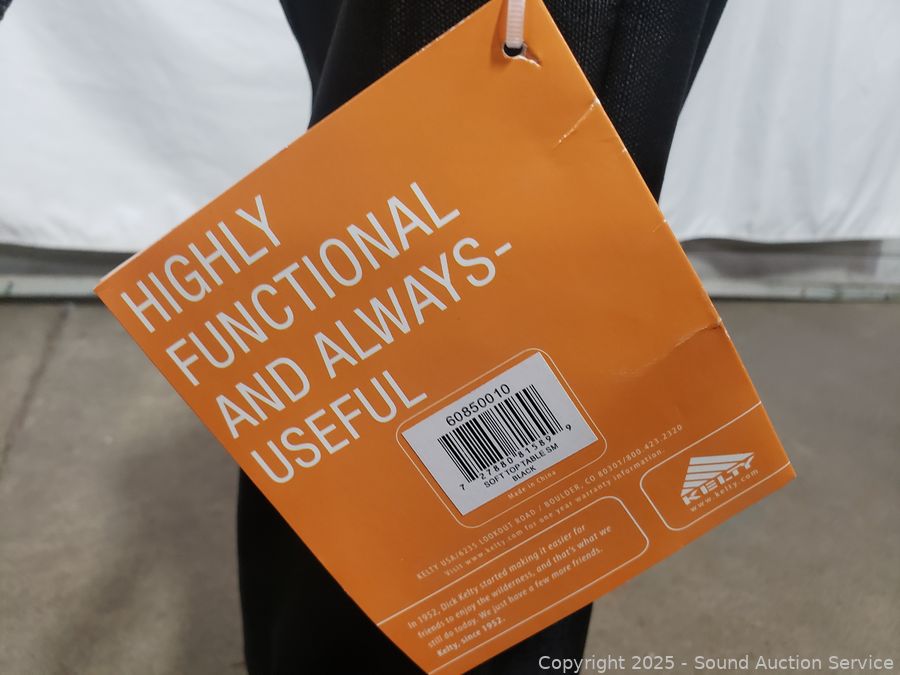 HIGHLY
FUNCTIONAL
AND ALWAYS-
USEFUL
60850010
7 27880 81589 9
SOFT TOP TABLE SM
BLACK
Made in China
KELTY USA/6235 LOOKOUT ROAD / BOULDER, CO 80301/800.423.2320
Visit www.kelty.com for one year warranty information.
KELTY
www.kelty.com
In 1952, Dick Kelty started making it easier for
friends to enjoy the wilderness, and that's what we
still do today. We just have a few more friends.
Kelty, since 1952.
Copyright © 2025 - Sound Auction Service